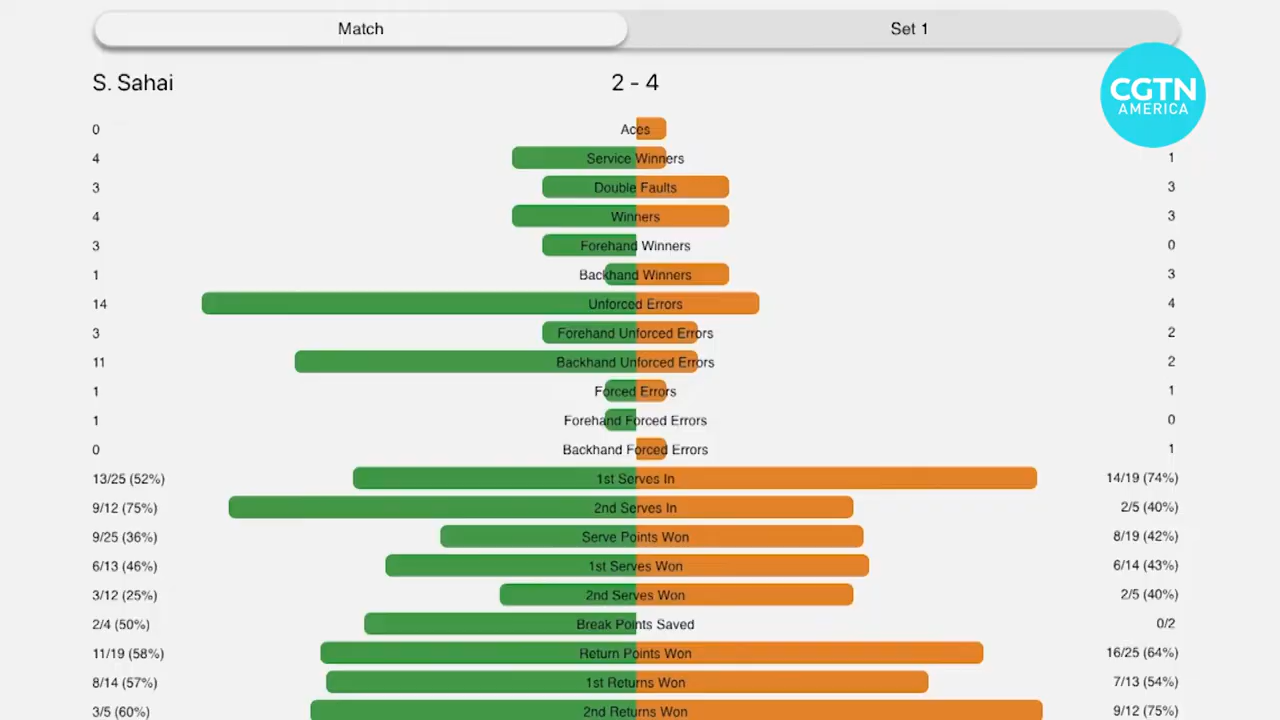 Match Set 1
CGTN
AMERICA
S. Sahai 2 - 4
0 Aces
4 Service Winners 1
3 Double Faults 3
4 Winners 3
3 Forehand Winners 0
1 Backhand Winners 3
14 Unforced Errors 4
3 Forehand Unforced Errors 2
11 Backhand Unforced Errors 2
1 Forced Errors 1
1 Forehand Forced Errors 0
0 Backhand Forced Errors 1
13/25 (52%) 1st Serves In 14/19 (74%)
9/12 (75%) 2nd Serves In 2/5 (40%)
9/25 (36%) Serve Points Won 8/19 (42%)
6/13 (46%) 1st Serves Won 6/14 (43%)
3/12 (25%) 2nd Serves Won 2/5 (40%)
2/4 (50%) Break Points Saved 0/2
11/19 (58%) Return Points Won 16/25 (64%)
8/14 (57%) 1st Returns Won 7/13 (54%)
3/5 (60%) 2nd Returns Won 9/12 (75%)